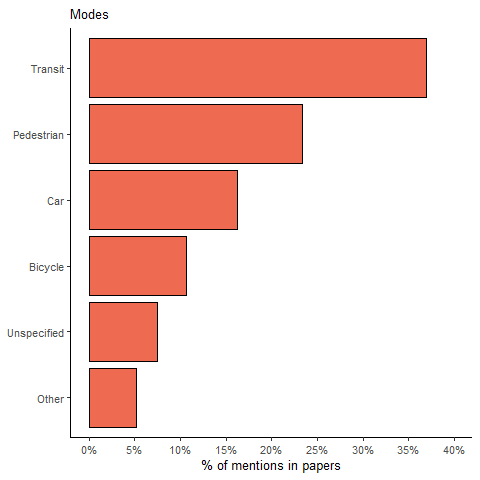 Modes
Transit
Pedestrian
Car
Bicycle
Unspecified
Other
0% 5% 10% 15% 20% 25% 30% 35% 40%
% of mentions in papers